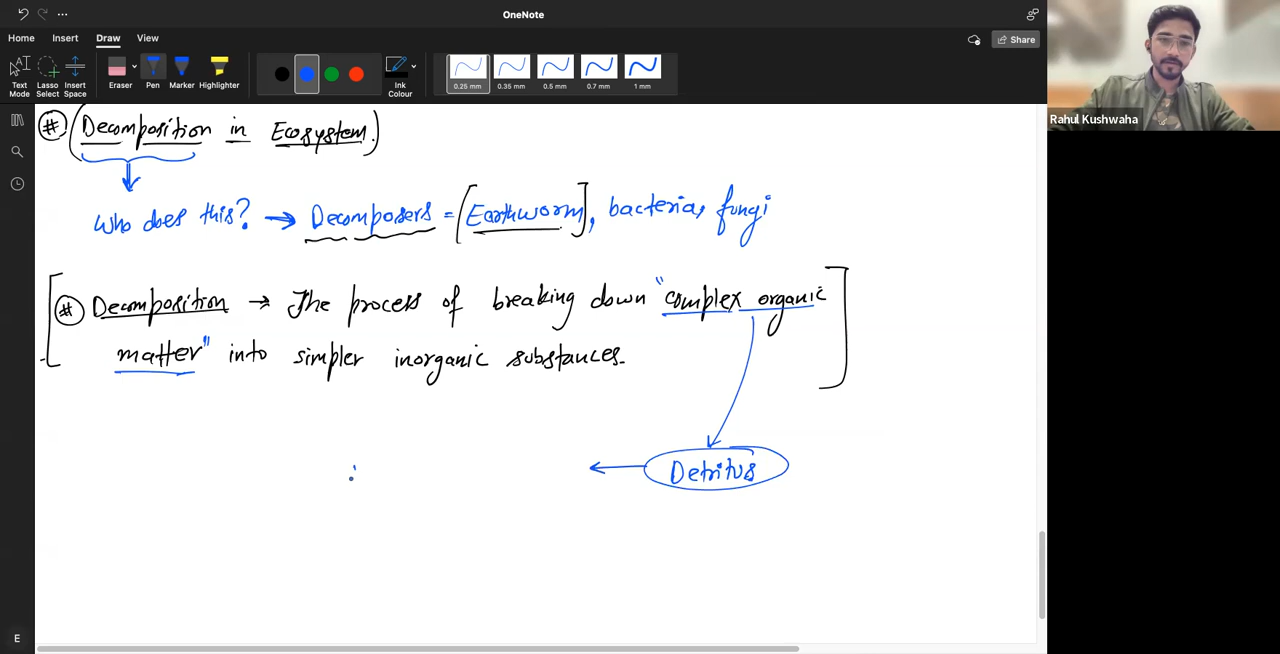 OneNote
Home Insert Draw View
Share
Text Mode
Lasso Select
Insert Space
Eraser
Pen
Marker
Highlighter
Ink Colour
0.25 mm
0.35 mm
0.5 mm
0.7 mm
1 mm
Rahul Kushwaha
# (Decomposition in Ecosystem.)
Who does this? → Decomposers = [Earthworm], bacteria, fungi
# Decomposition → The process of breaking down "complex organic
matter" into simpler inorganic substances.
Detritus
E